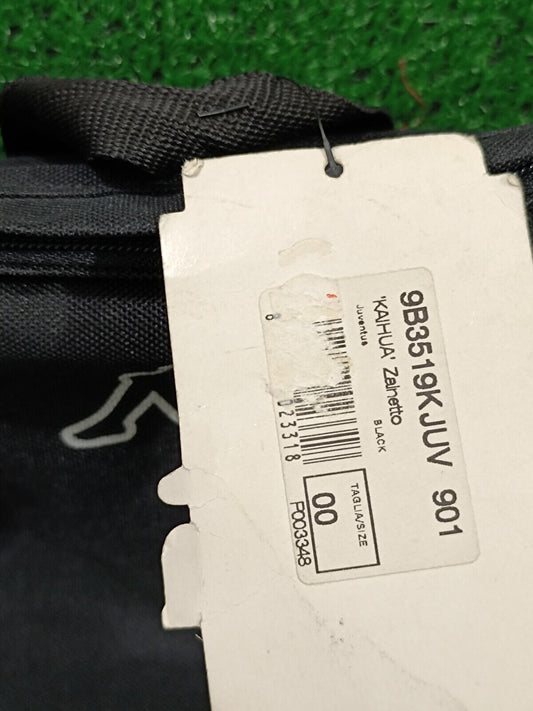 9B3519KJUV 901
'KAIHUA' Zainetto
Juventus BLACK
023318
TAGLIA/SIZE
00
P003348